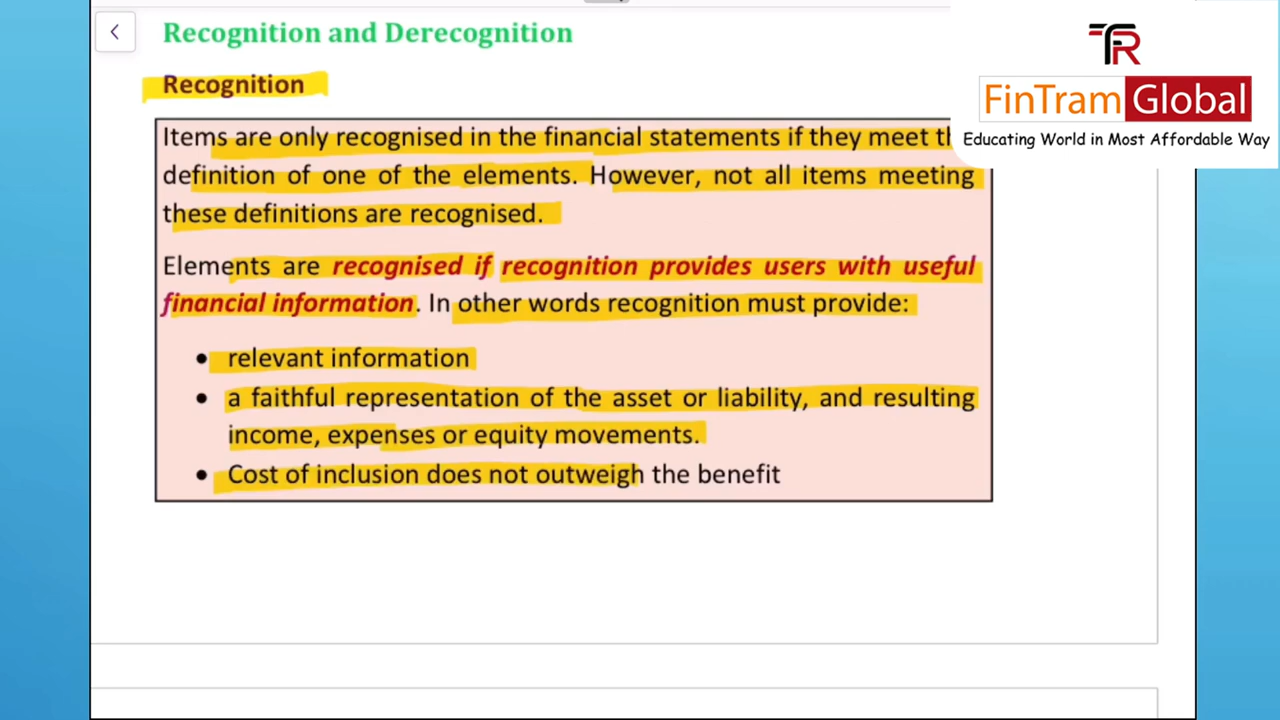 Recognition and Derecognition
Recognition
Items are only recognised in the financial statements if they meet
definition of one of the elements. However, not all items meeting
these definitions are recognised.
Elements are recognised if recognition provides users with useful
financial information. In other words recognition must provide:
• relevant information
• a faithful representation of the asset or liability, and resulting
income, expenses or equity movements.
• Cost of inclusion does not outweigh the benefit
TR
FinTram Global
Educating World in Most Affordable Way